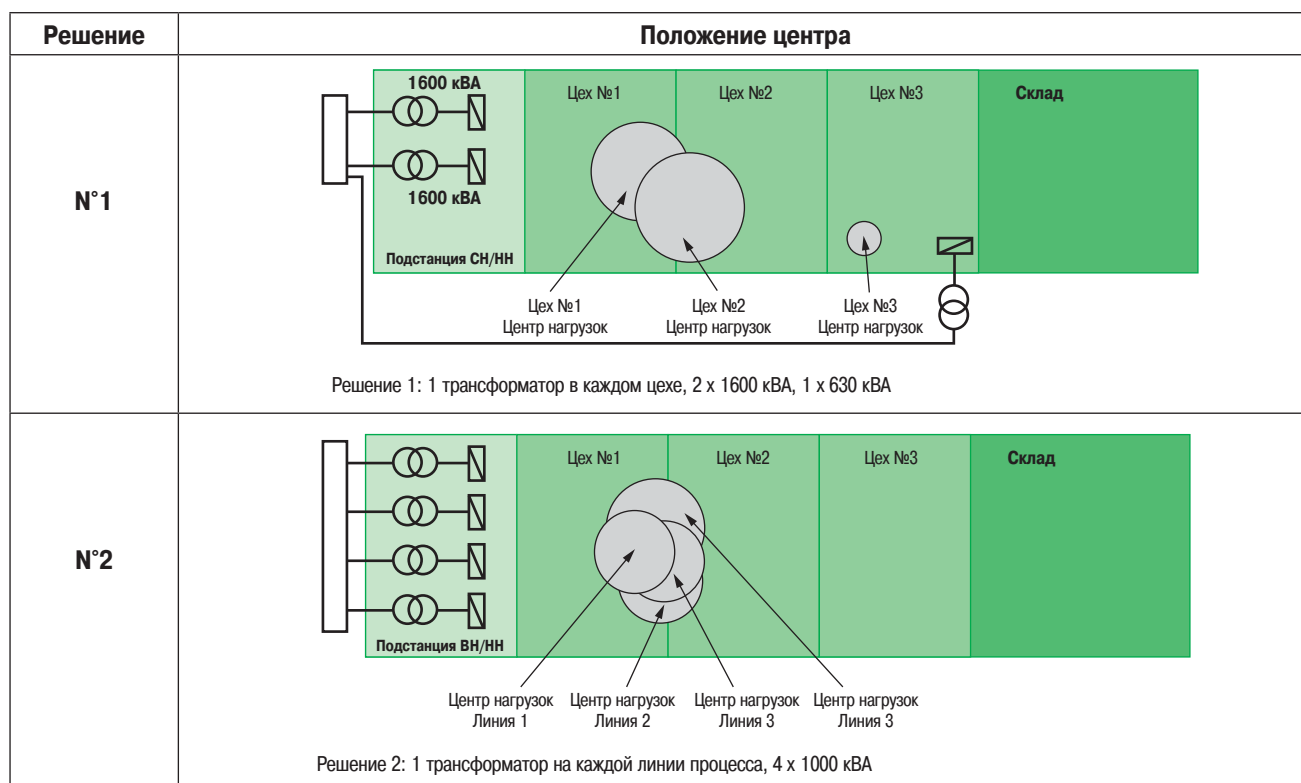 Решение
Положение центра
N°1
1600 кВА
1600 кВА
Подстанция СН/НН
Цех №1
Цех №2
Цех №3
Склад
Цех №1
Центр нагрузок
Цех №2
Центр нагрузок
Цех №3
Центр нагрузок
Решение 1: 1 трансформатор в каждом цехе, 2 x 1600 кВА, 1 x 630 кВА
N°2
Подстанция ВН/НН
Цех №1
Цех №2
Цех №3
Склад
Центр нагрузок
Линия 1
Центр нагрузок
Линия 2
Центр нагрузок
Линия 3
Центр нагрузок
Линия 3
Решение 2: 1 трансформатор на каждой линии процесса, 4 x 1000 кВА